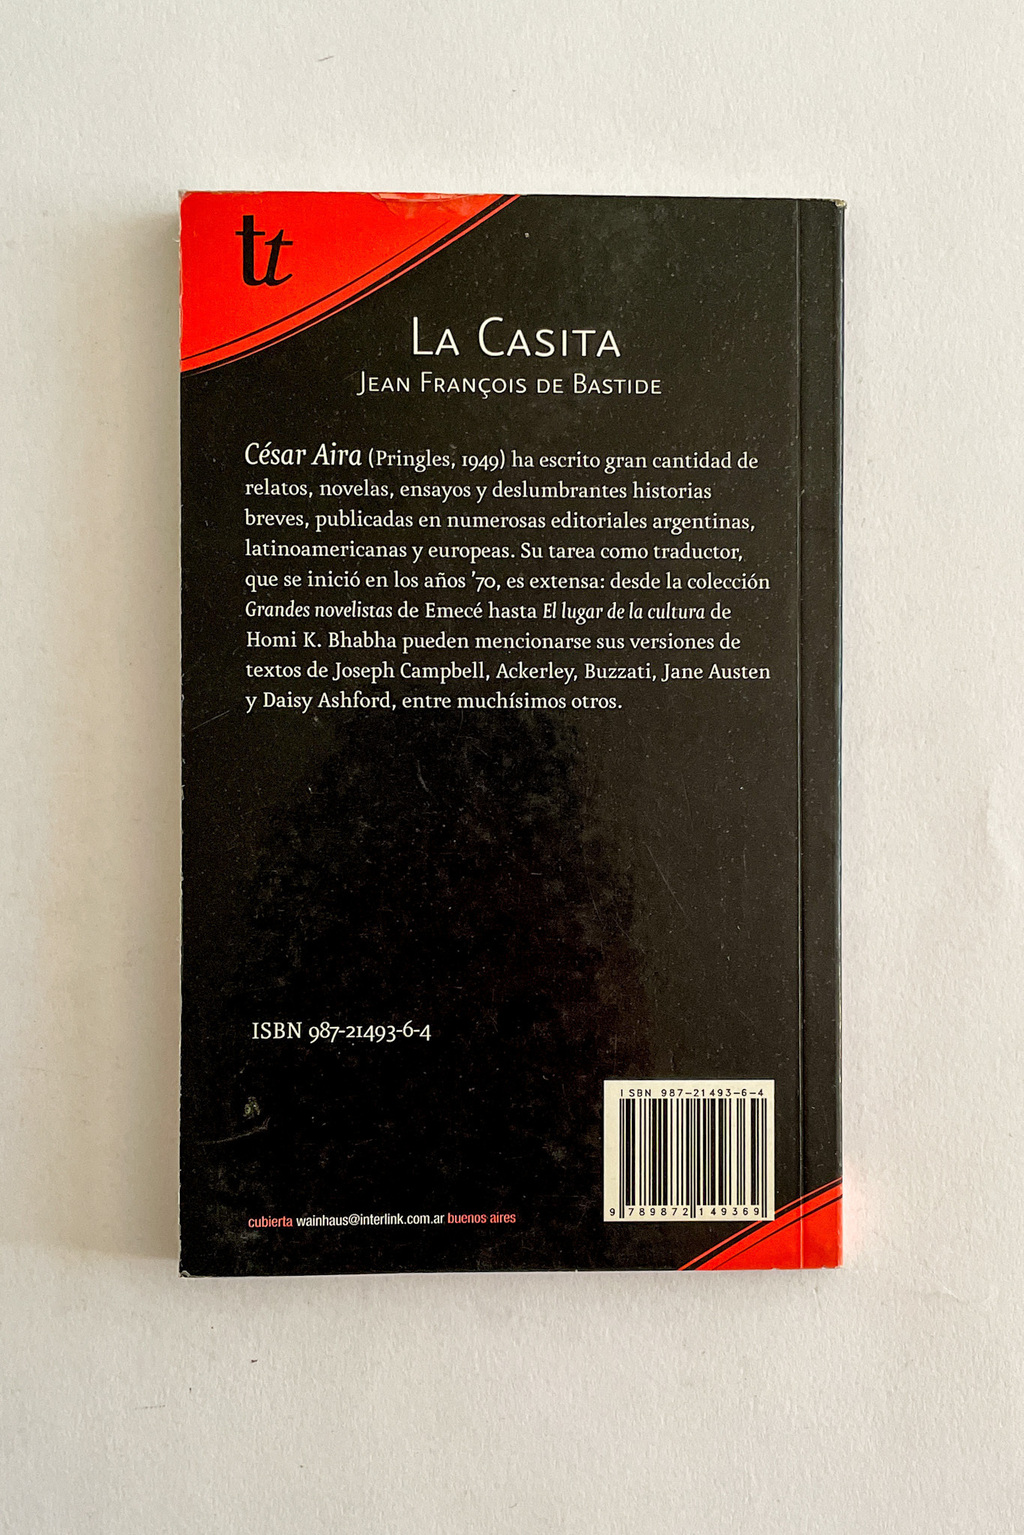 tt
LA CASITA
JEAN FRANÇOIS DE BASTIDE
César Aira (Pringles, 1949) ha escrito gran cantidad de
relatos, novelas, ensayos y deslumbrantes historias
breves, publicadas en numerosas editoriales argentinas,
latinoamericanas y europeas. Su tarea como traductor,
que se inició en los años '70, es extensa: desde la colección
Grandes novelistas de Emecé hasta El lugar de la cultura de
Homi K. Bhabha pueden mencionarse sus versiones de
textos de Joseph Campbell, Ackerley, Buzzati, Jane Austen
y Daisy Ashford, entre muchísimos otros.
ISBN 987-21493-6-4
ISBN 987-21493-6-4
9 789872 149369
cubierta wainhaus@interlink.com.ar buenos aires